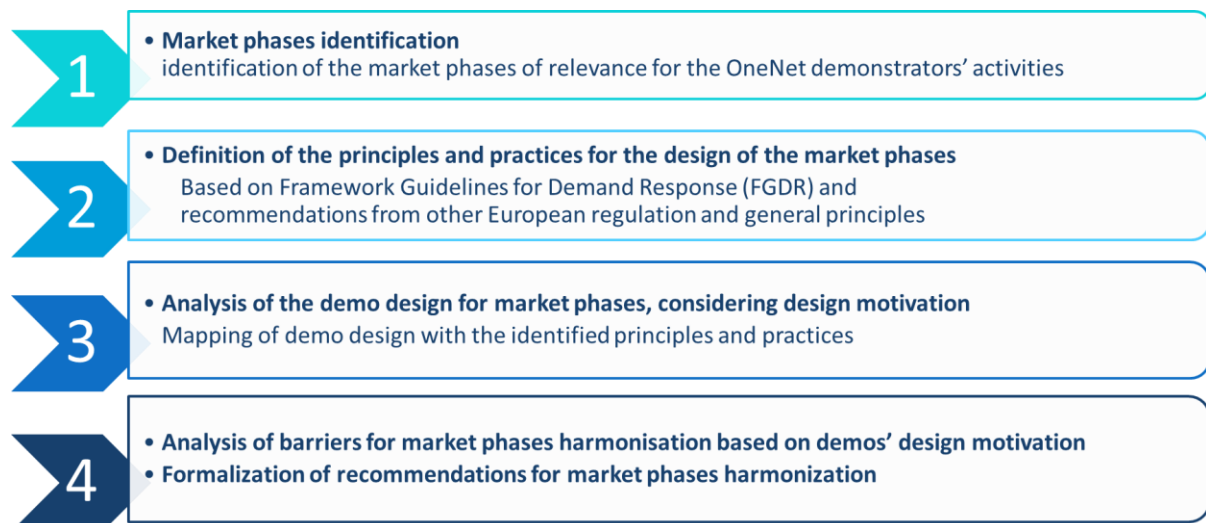 1
• Market phases identification
identification of the market phases of relevance for the OneNet demonstrators' activities
2
• Definition of the principles and practices for the design of the market phases
Based on Framework Guidelines for Demand Response (FGDR) and
recommendations from other European regulation and general principles
3
• Analysis of the demo design for market phases, considering design motivation
Mapping of demo design with the identified principles and practices
4
• Analysis of barriers for market phases harmonisation based on demos' design motivation
• Formalization of recommendations for market phases harmonization